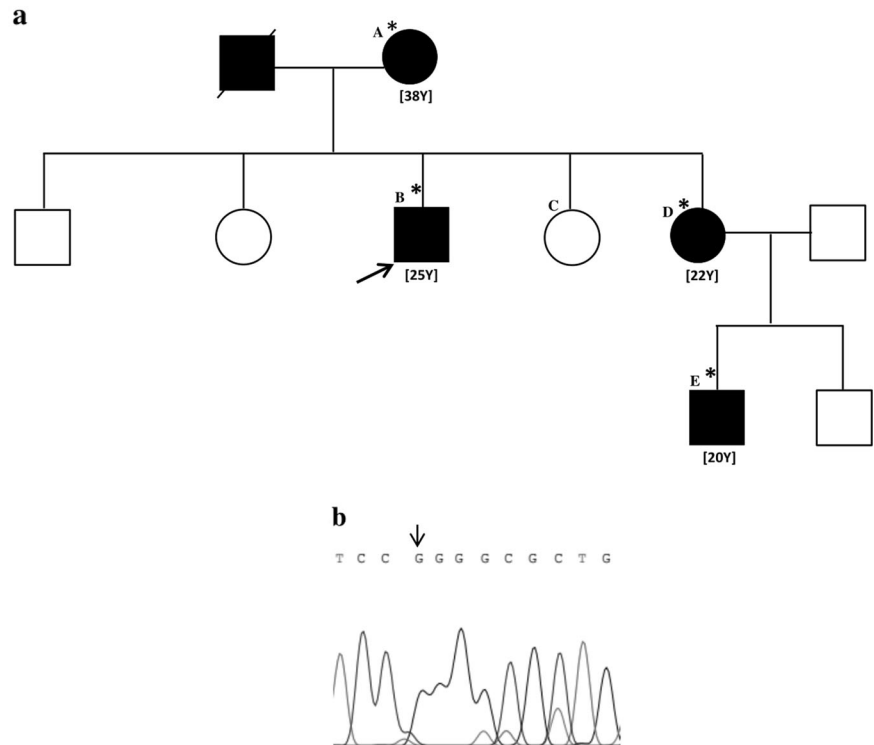 a
A *
[38Y]
B *
C
D *
[25Y]
[22Y]
E *
[20Y]
b
T C C G G G G C G C T G